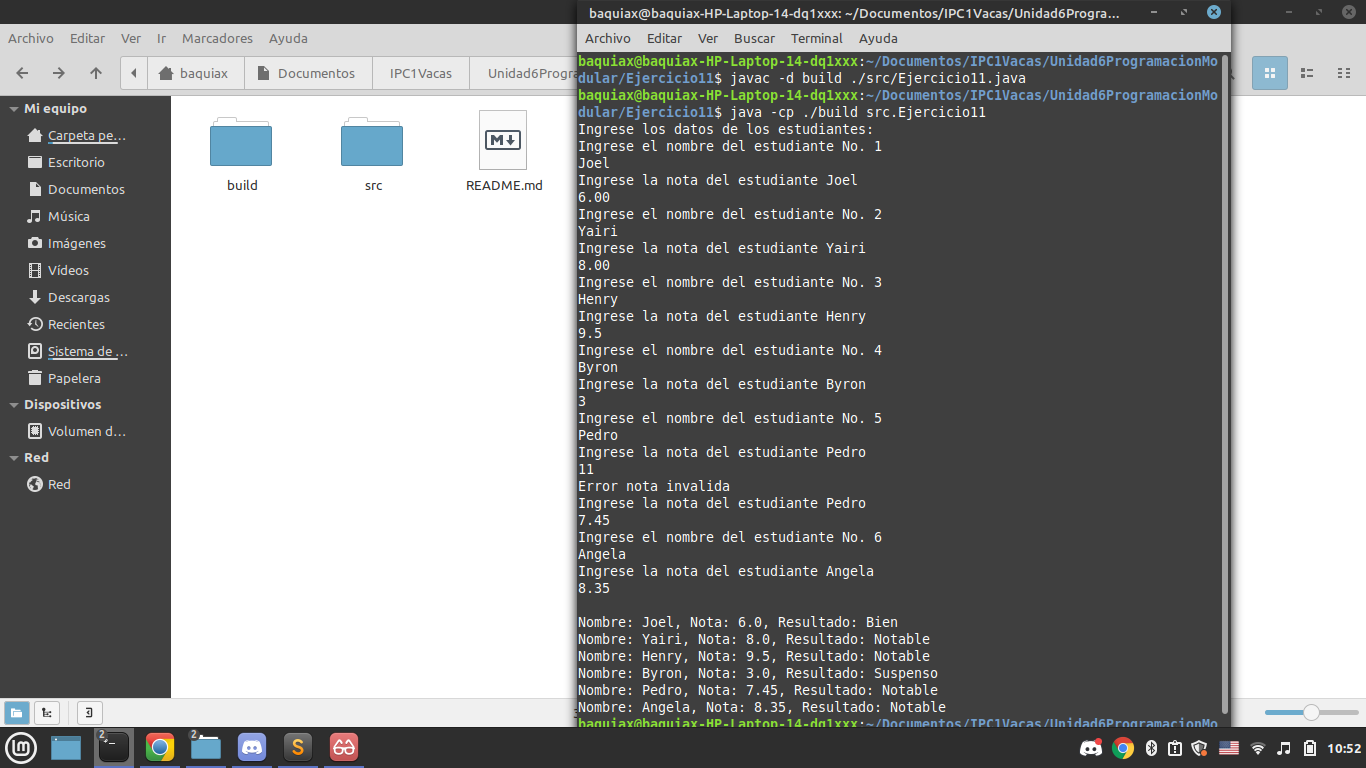 baquiax@baquiax-HP-Laptop-14-dq1xxx: ~/Documentos/IPC1Vacas/Unidad6Progra...
Archivo Editar Ver Ir Marcadores Ayuda
baquiax Documentos IPC1Vacas Unidad6Progra
Mi equipo
Carpeta pe...
Escritorio
Documentos
Música
Imágenes
Vídeos
Descargas
Recientes
Sistema de ...
Papelera
Dispositivos
Volumen d...
Red
Red
build src README.md
Archivo Editar Ver Buscar Terminal Ayuda
baquiax@baquiax-HP-Laptop-14-dq1xxx:~/Documentos/IPC1Vacas/Unidad6ProgramacionMo
dular/Ejercicio11$ javac -d build ./src/Ejercicio11.java
baquiax@baquiax-HP-Laptop-14-dq1xxx:~/Documentos/IPC1Vacas/Unidad6ProgramacionMo
dular/Ejercicio11$ java -cp ./build src.Ejercicio11
Ingrese los datos de los estudiantes:
Ingrese el nombre del estudiante No. 1
Joel
Ingrese la nota del estudiante Joel
6.00
Ingrese el nombre del estudiante No. 2
Yairi
Ingrese la nota del estudiante Yairi
8.00
Ingrese el nombre del estudiante No. 3
Henry
Ingrese la nota del estudiante Henry
9.5
Ingrese el nombre del estudiante No. 4
Byron
Ingrese la nota del estudiante Byron
3
Ingrese el nombre del estudiante No. 5
Pedro
Ingrese la nota del estudiante Pedro
11
Error nota invalida
Ingrese la nota del estudiante Pedro
7.45
Ingrese el nombre del estudiante No. 6
Angela
Ingrese la nota del estudiante Angela
8.35
Nombre: Joel, Nota: 6.0, Resultado: Bien
Nombre: Yairi, Nota: 8.0, Resultado: Notable
Nombre: Henry, Nota: 9.5, Resultado: Notable
Nombre: Byron, Nota: 3.0, Resultado: Suspenso
Nombre: Pedro, Nota: 7.45, Resultado: Notable
Nombre: Angela, Nota: 8.35, Resultado: Notable
baquiax@baquiax-HP-Laptop-14-dq1xxx:~/Documentos/IPC1Vacas/Unidad6ProgramacionMo
2 2 10:52